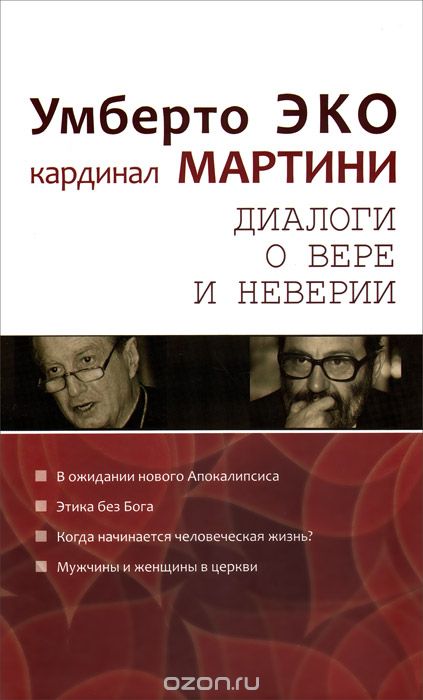 Умберто ЭКО
кардинал МАРТИНИ
ДИАЛОГИ
О ВЕРЕ
И НЕВЕРИИ
В ожидании нового Апокалипсиса
Этика без Бога
Когда начинается человеческая жизнь?
Мужчины и женщины в церкви
ozon.ru